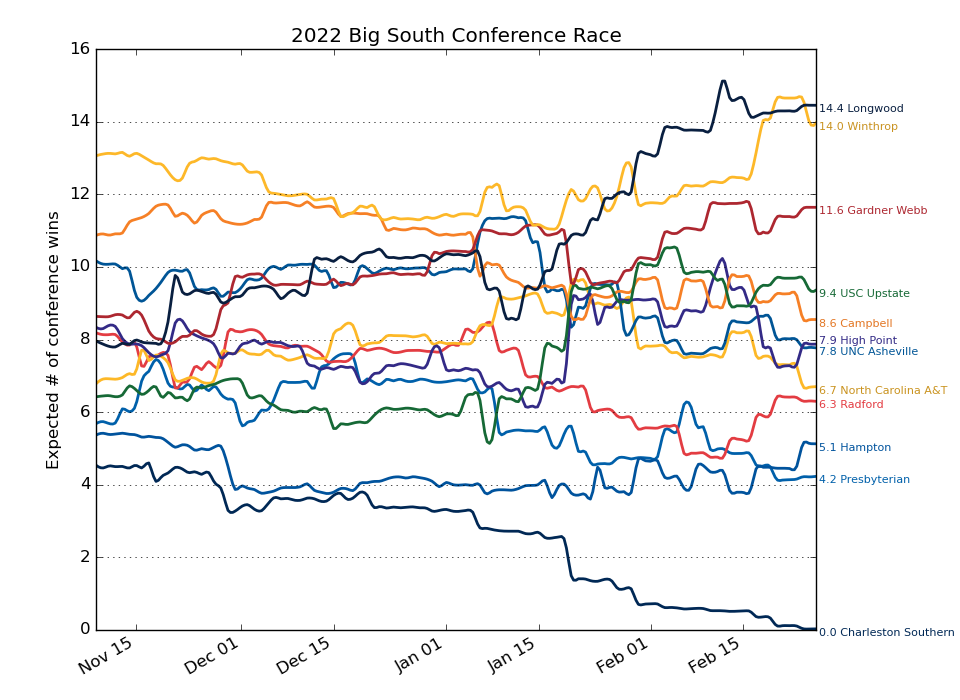 2022 Big South Conference Race
Expected # of conference wins
16
14
12
10
8
6
4
2
0
Nov 15
Dec 01
Dec 15
Jan 01
Jan 15
Feb 01
Feb 15
14.4 Longwood
14.0 Winthrop
11.6 Gardner Webb
9.4 USC Upstate
8.6 Campbell
7.9 High Point
7.8 UNC Asheville
6.7 North Carolina A&T
6.3 Radford
5.1 Hampton
4.2 Presbyterian
0.0 Charleston Southern